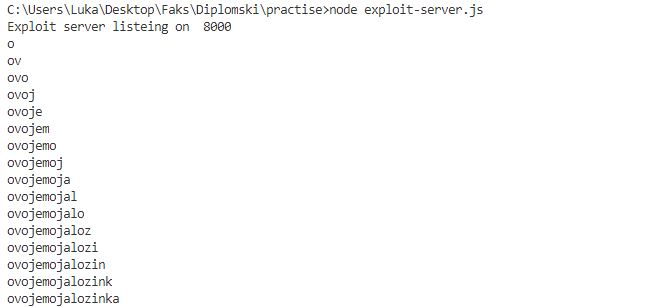 C:\Users\Luka\Desktop\Faks\Diplomski\practise>node exploit-server.js
Exploit server listeing on  8000
o
ov
ovo
ovoj
ovoje
ovojem
ovojemo
ovojemoj
ovojemoja
ovojemojal
ovojemojalo
ovojemojaloz
ovojemojalozi
ovojemojalozin
ovojemojalozink
ovojemojalozinka